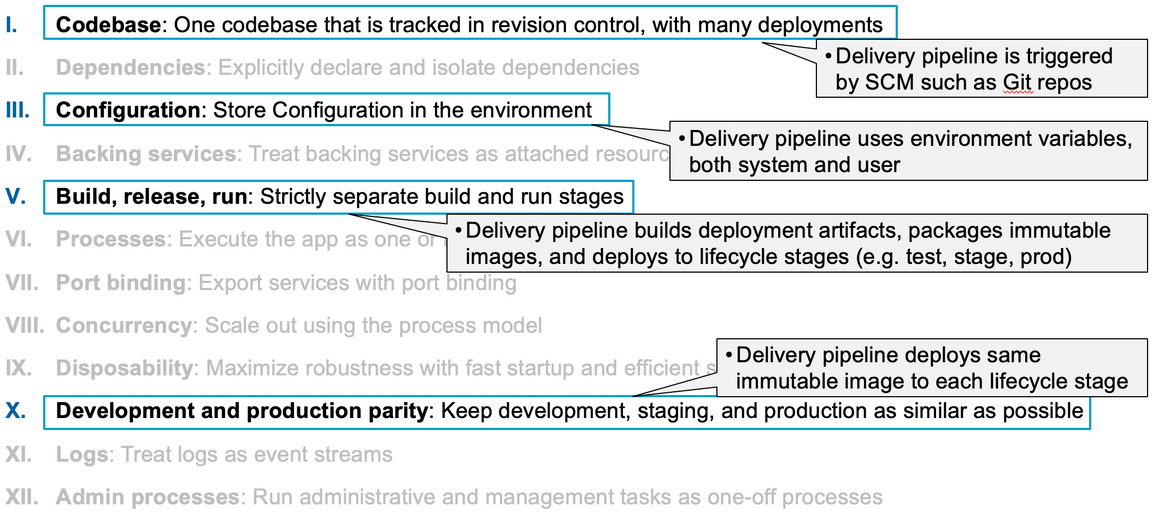 I. Codebase: One codebase that is tracked in revision control, with many deployments
• Delivery pipeline is triggered
by SCM such as Git repos
II. Dependencies: Explicitly declare and isolate dependencies
III. Configuration: Store Configuration in the environment
• Delivery pipeline uses environment variables,
both system and user
IV. Backing services: Treat backing services as attached resourc
V. Build, release, run: Strictly separate build and run stages
• Delivery pipeline builds deployment artifacts, packages immutable
images, and deploys to lifecycle stages (e.g. test, stage, prod)
VI. Processes: Execute the app as one or
VII. Port binding: Export services with port binding
VIII. Concurrency: Scale out using the process model
IX. Disposability: Maximize robustness with fast startup and efficient s
• Delivery pipeline deploys same
immutable image to each lifecycle stage
X. Development and production parity: Keep development, staging, and production as similar as possible
XI. Logs: Treat logs as event streams
XII. Admin processes: Run administrative and management tasks as one-off processes